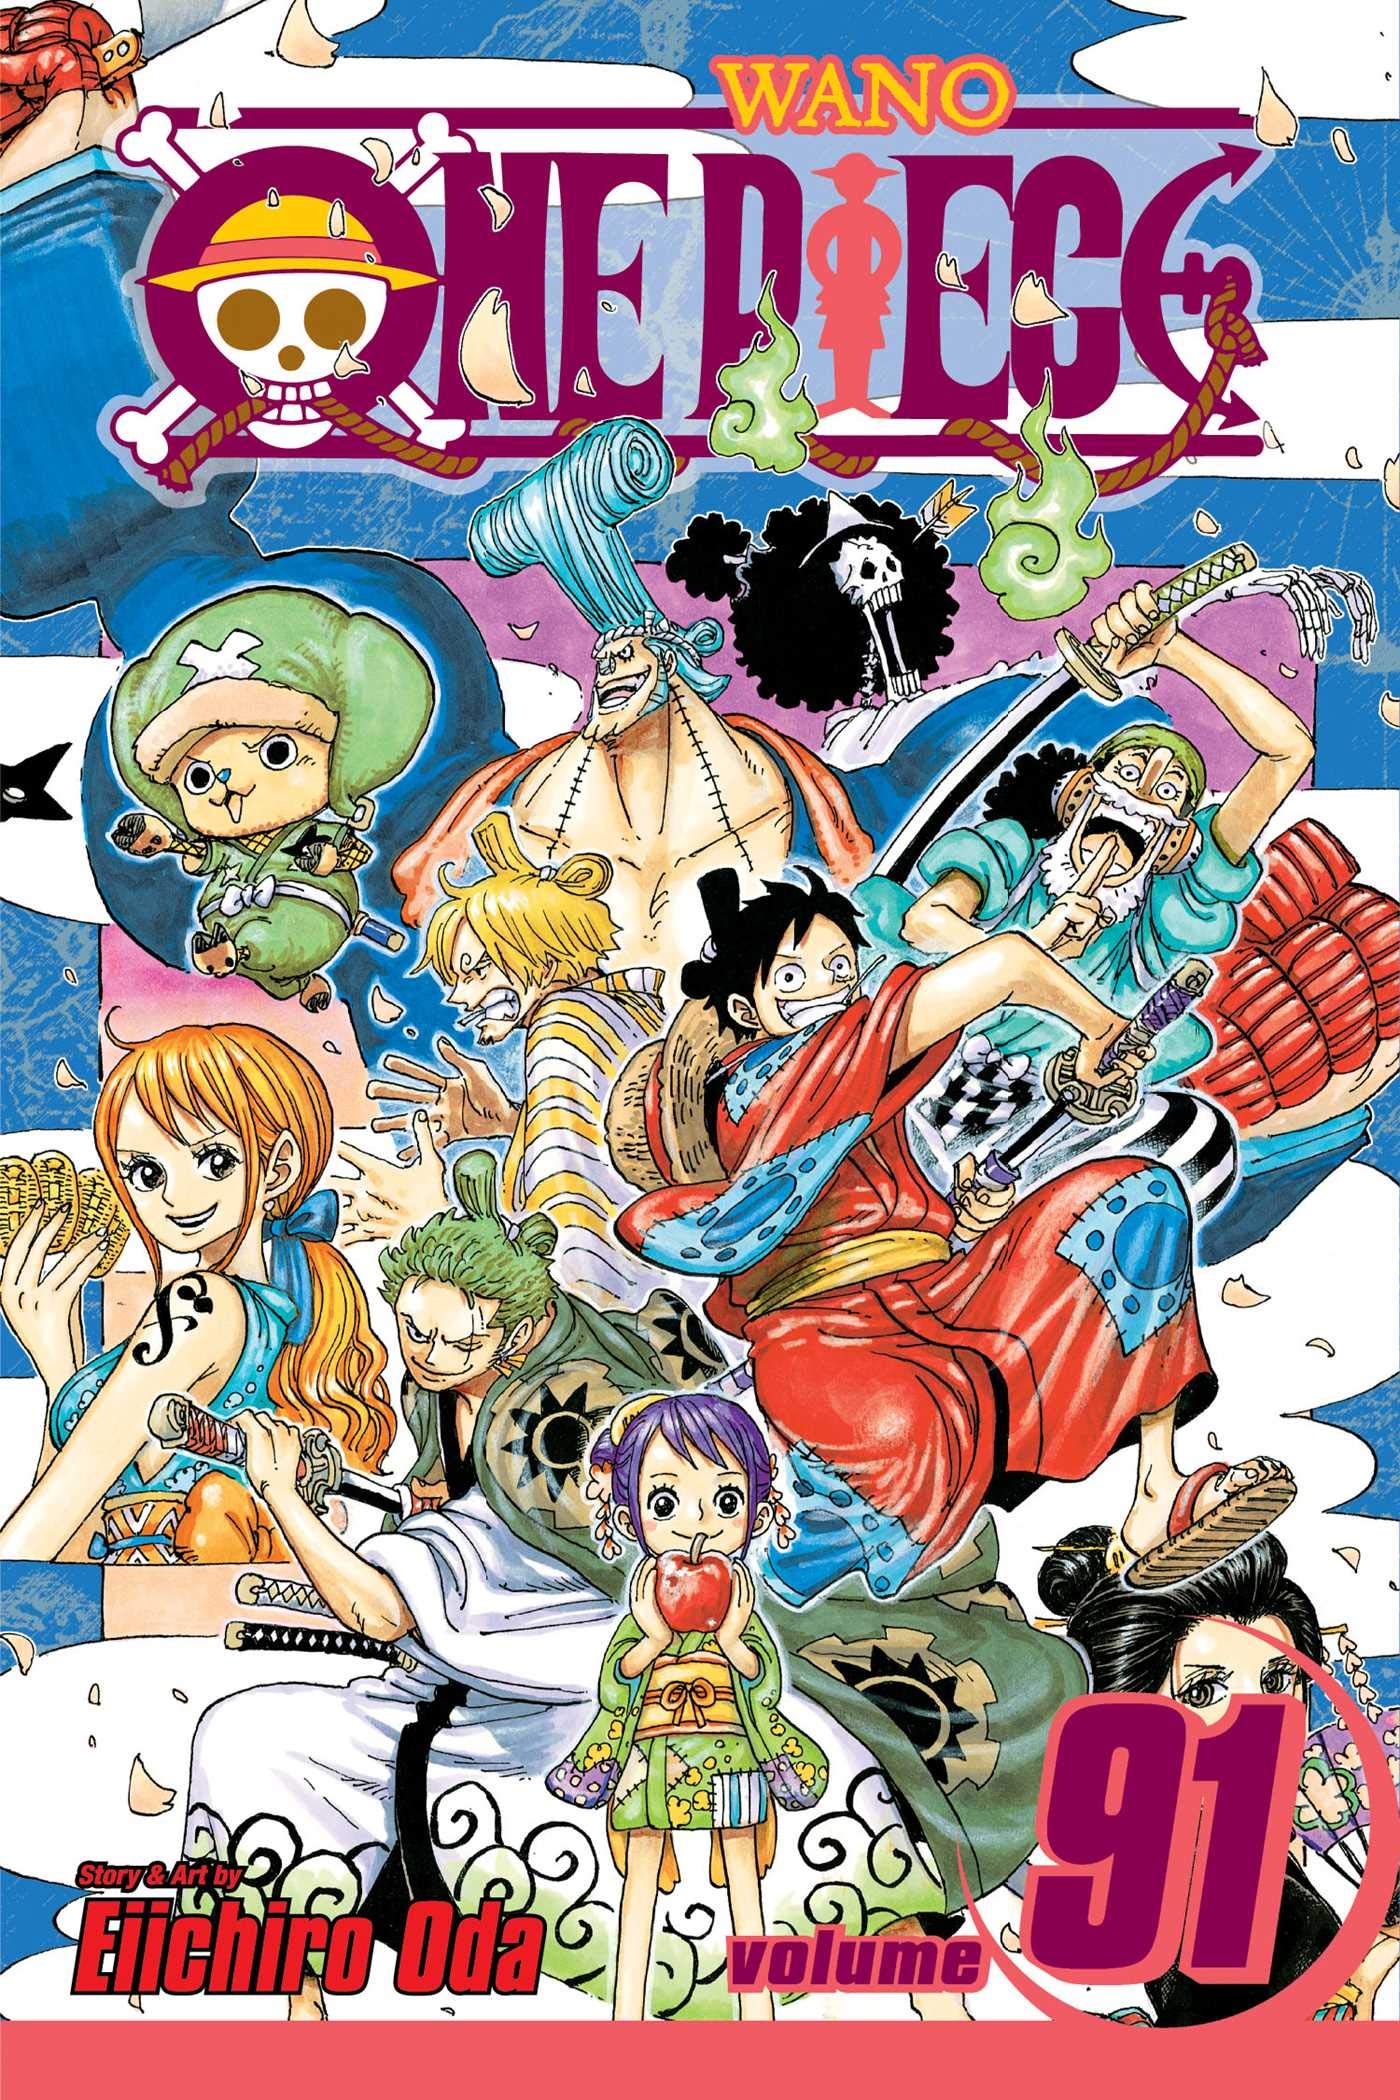 WANO
ONE PIECE
Story & Art by
Eiichiro Oda
volume
91